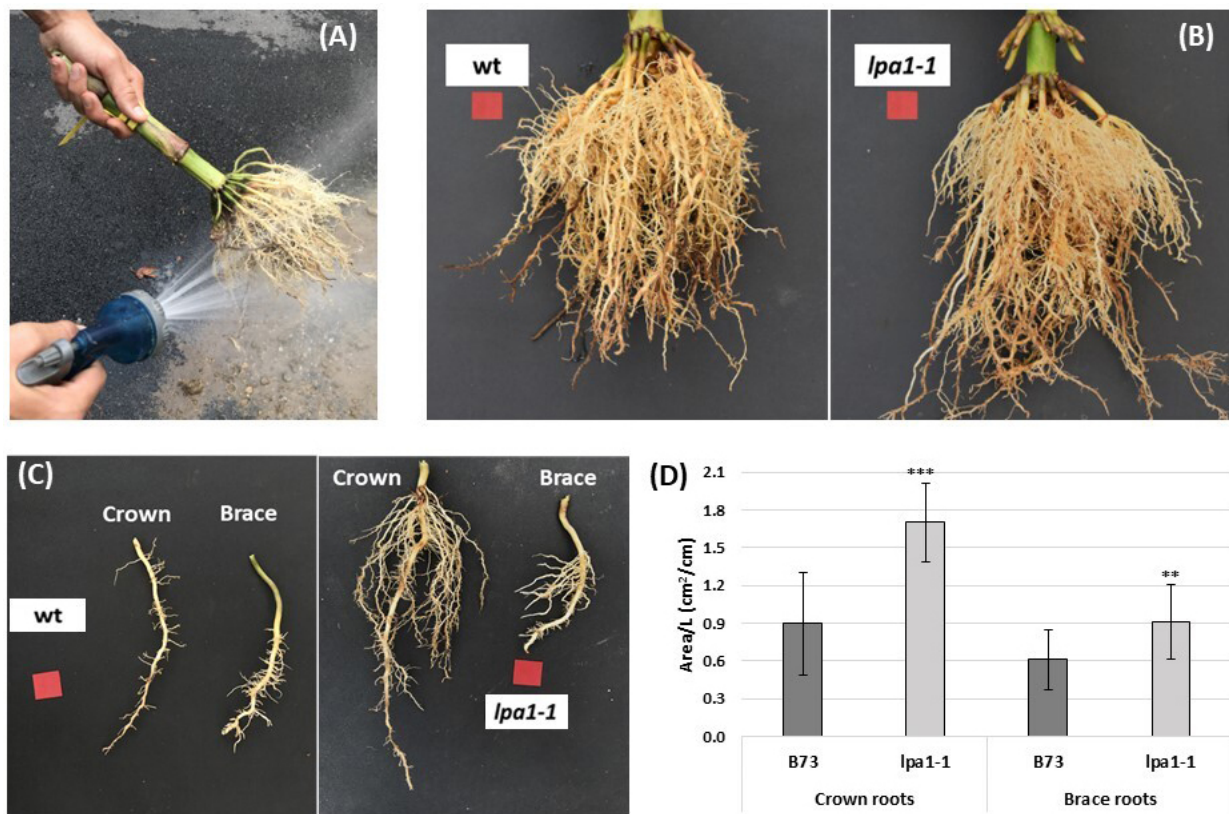 (A)
wt
(B)
lpa1-1
(C)
Crown
Brace
wt
Crown
Brace
lpa1-1
(D)
Area/L (cm²/cm)
2.1
1.8
1.5
1.2
0.9
0.6
0.3
0.0
***
**
B73
lpa1-1
B73
lpa1-1
Crown roots
Brace roots